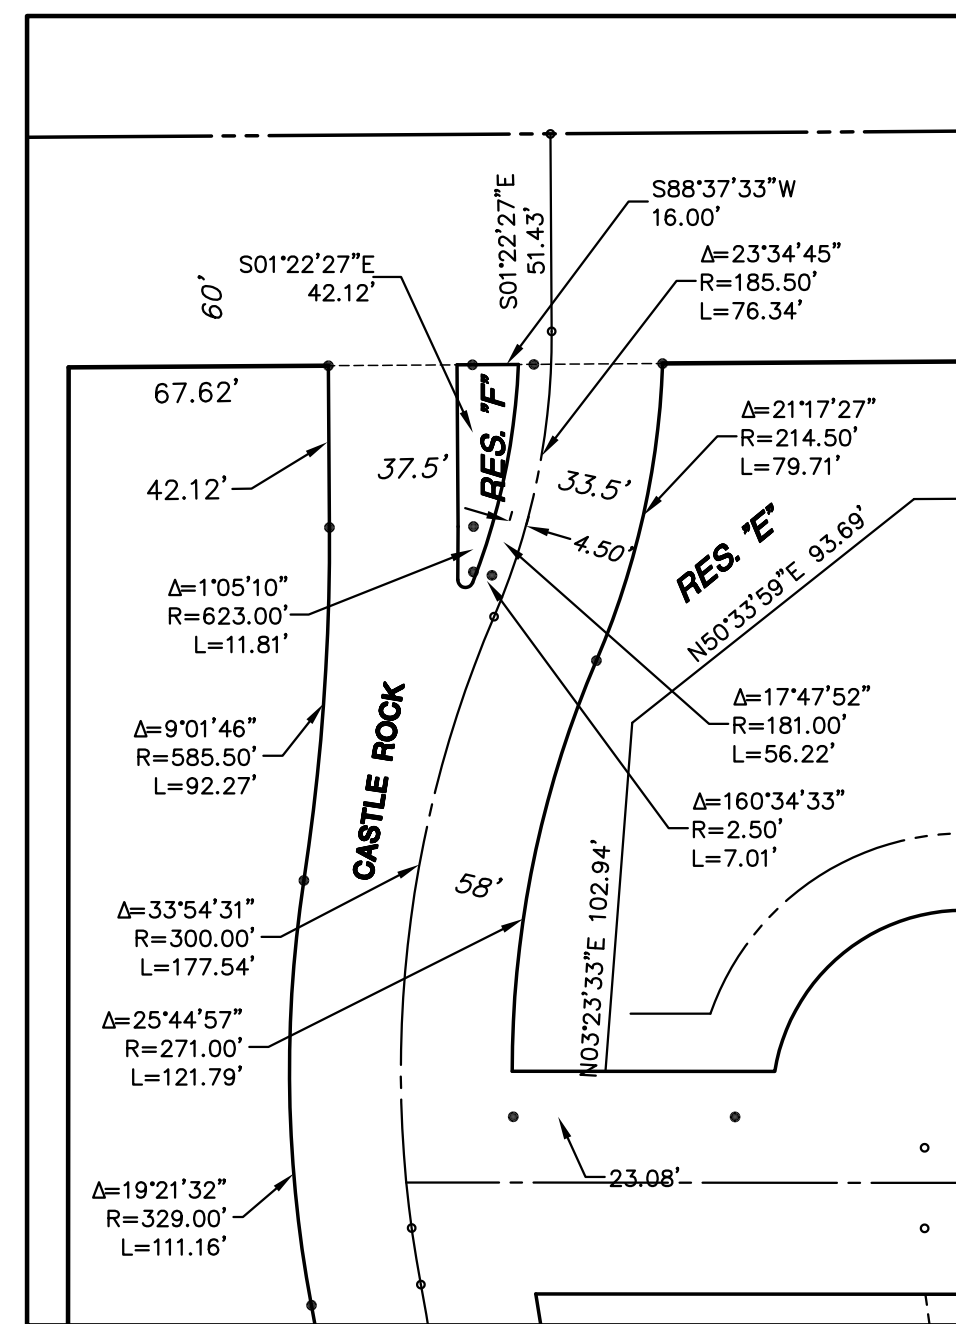 S88°37'33"W
16.00'
S01°22'27"E
51.43'
Δ=23°34'45"
R=185.50'
L=76.34'
S01°22'27"E
42.12'
60'
67.62'
RES. "F"
Δ=21°17'27"
R=214.50'
L=79.71'
37.5'
33.5'
42.12'
4.50'
RES. "E"
N50°33'59"E 93.69'
Δ=1°05'10"
R=623.00'
L=11.81'
Δ=17°47'52"
R=181.00'
L=56.22'
Δ=9°01'46"
R=585.50'
L=92.27'
CASTLE ROCK
Δ=160°34'33"
R=2.50'
L=7.01'
58'
Δ=33°54'31"
R=300.00'
L=177.54'
N03°23'33"E 102.94'
Δ=25°44'57"
R=271.00'
L=121.79'
23.08'
Δ=19°21'32"
R=329.00'
L=111.16'